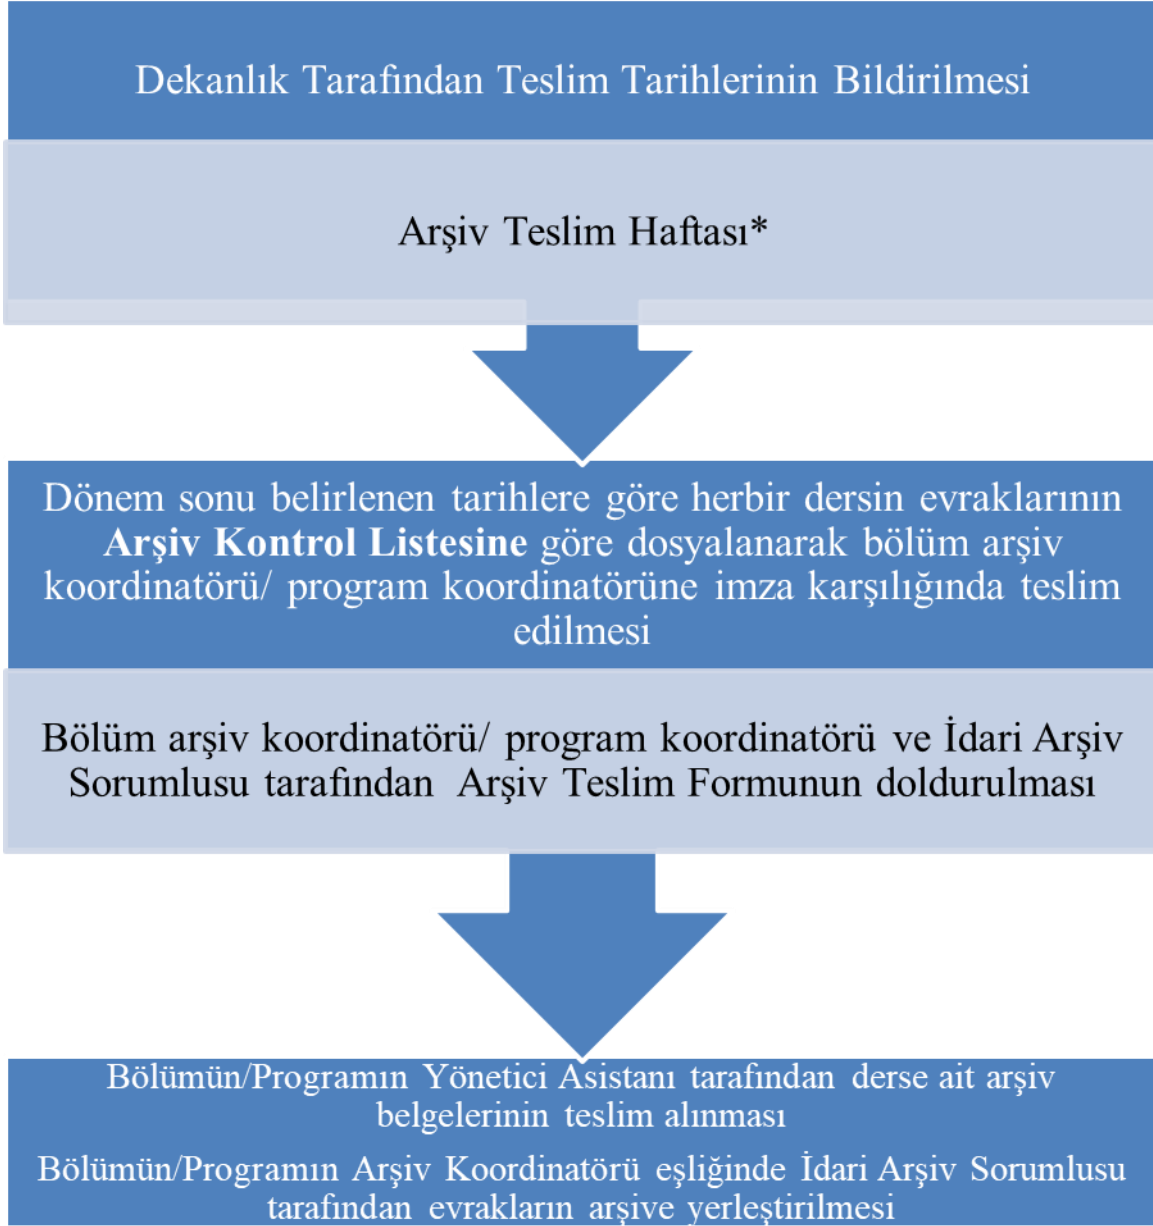 Dekanlık Tarafından Teslim Tarihlerinin Bildirilmesi
Arşiv Teslim Haftası*
Dönem sonu belirlenen tarihlere göre herbir dersin evraklarının
Arşiv Kontrol Listesine göre dosyalanarak bölüm arşiv
koordinatörü/ program koordinatörüne imza karşılığında teslim
edilmesi
Bölüm arşiv koordinatörü/ program koordinatörü ve İdari Arşiv
Sorumlusu tarafından Arşiv Teslim Formunun doldurulması
Bölümün/Programın Yönetici Asistanı tarafından derse ait arşiv
belgelerinin teslim alınması
Bölümün/Programın Arşiv Koordinatörü eşliğinde İdari Arşiv Sorumlusu
tarafından evrakların arşive yerleştirilmesi